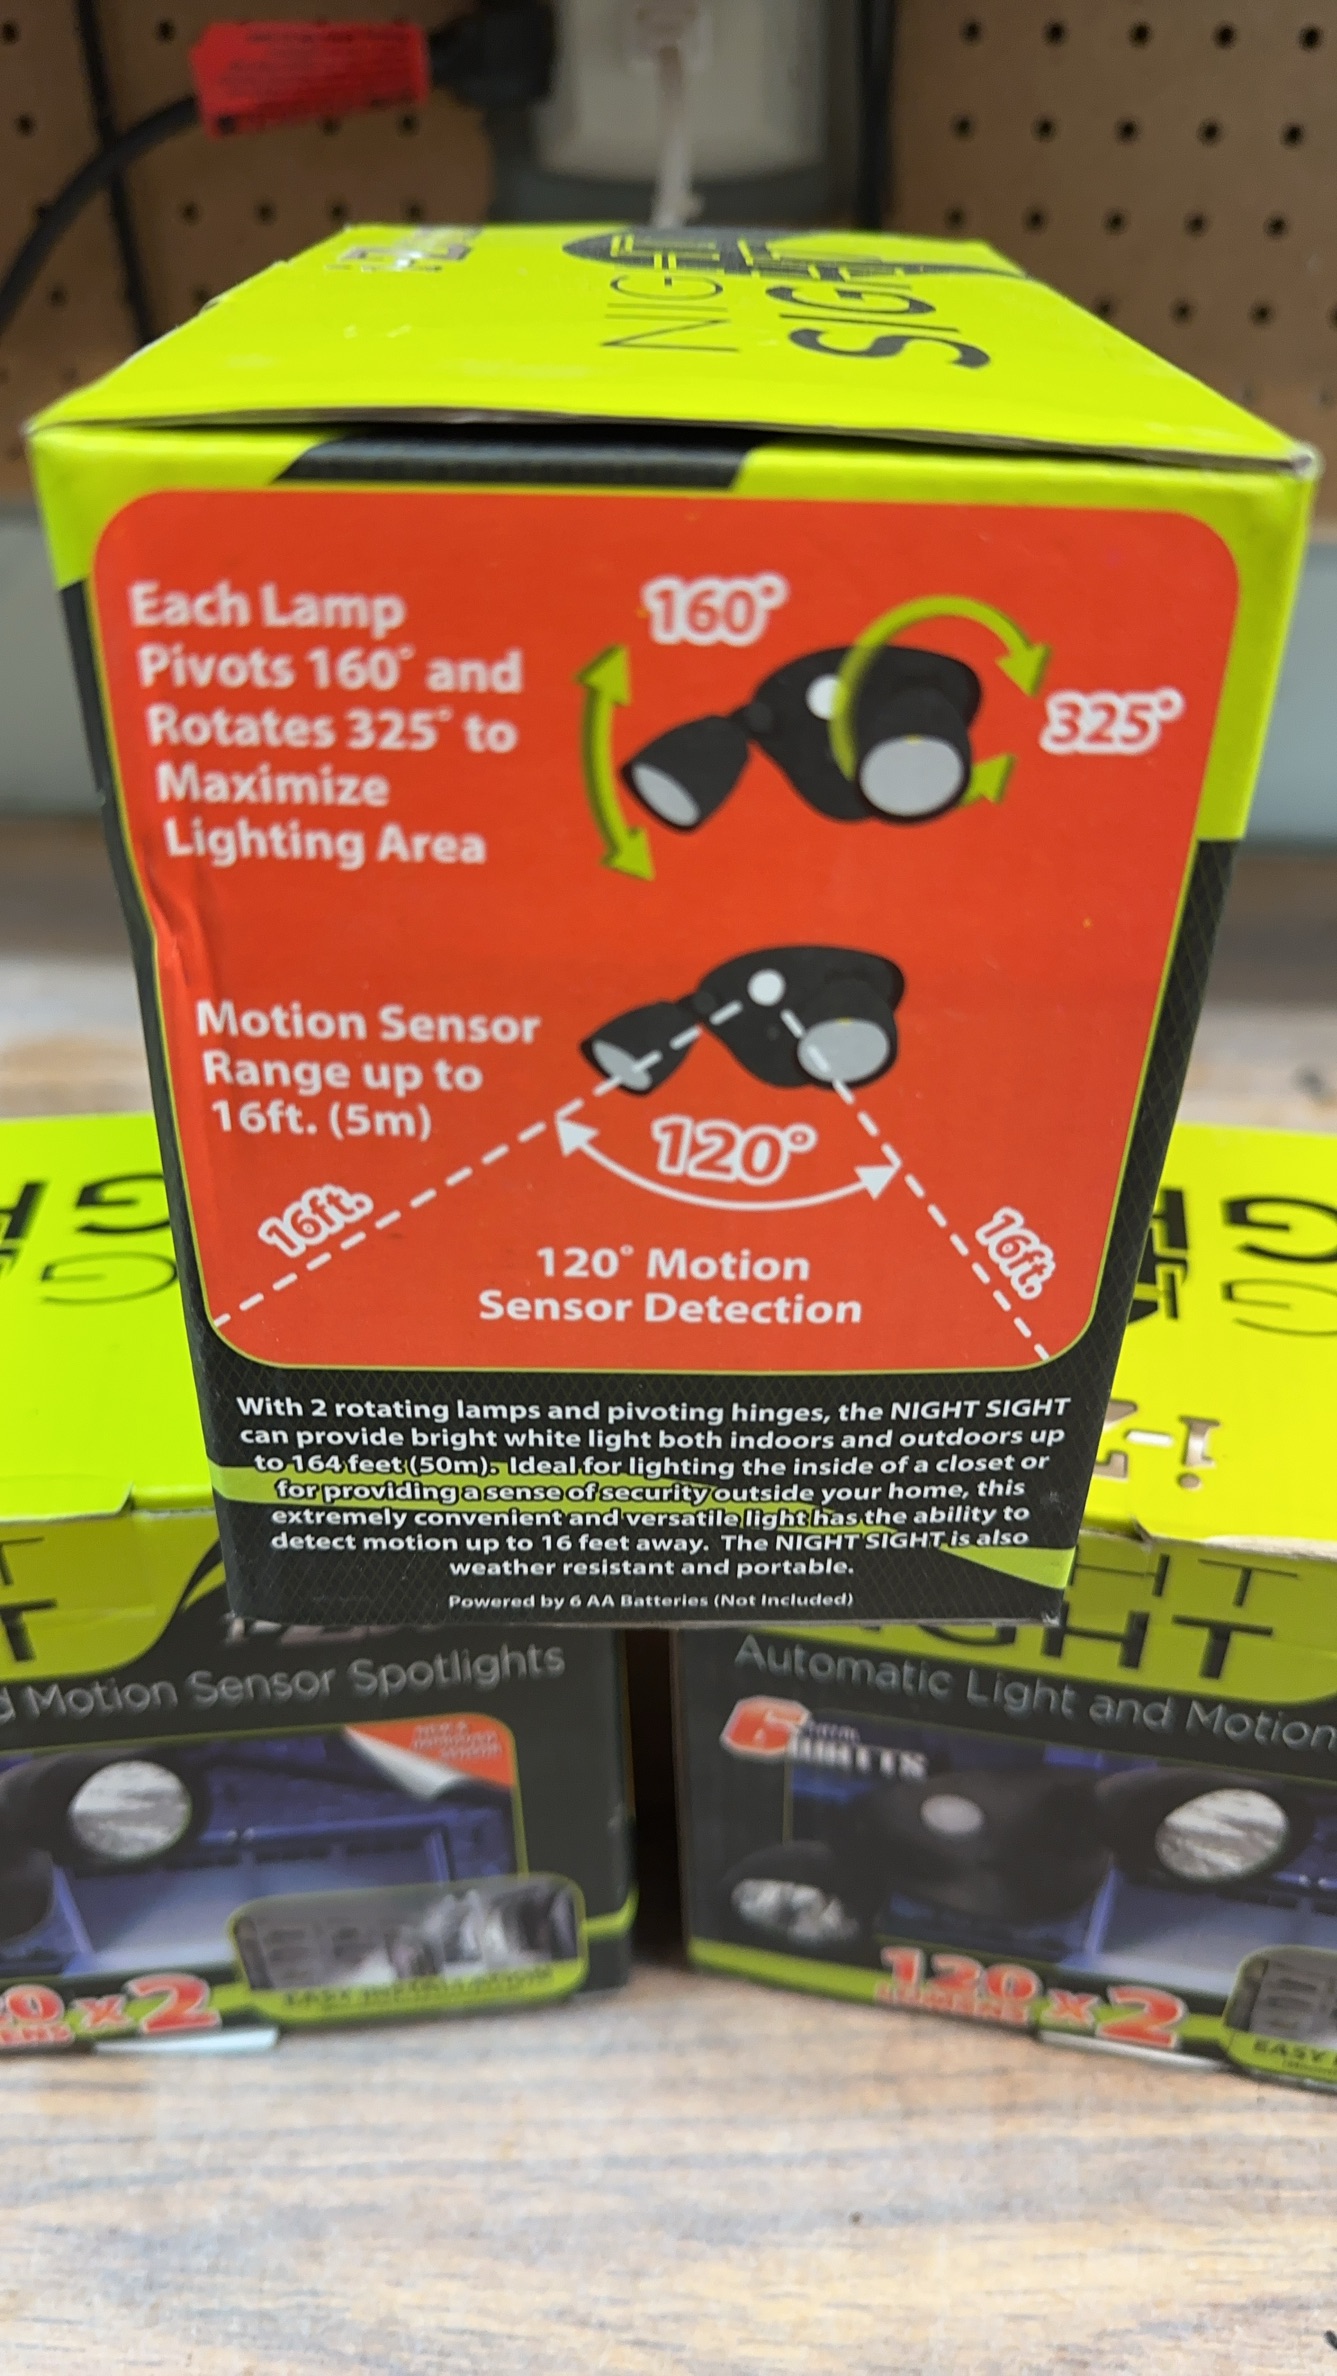 NIGHT
SIGHT
Each Lamp
Pivots 160° and
Rotates 325° to
Maximize
Lighting Area
160°
325°
Motion Sensor
Range up to
16ft. (5m)
120°
16ft.
16ft.
120° Motion
Sensor Detection
With 2 rotating lamps and pivoting hinges, the NIGHT SIGHT
can provide bright white light both indoors and outdoors up
to 164 feet (50m). Ideal for lighting the inside of a closet or
for providing a sense of security outside your home, this
extremely convenient and versatile light has the ability to
detect motion up to 16 feet away. The NIGHT SIGHT is also
weather resistant and portable.
Powered by 6 AA Batteries (Not Included)
Motion Sensor Spotlights
x2
Automatic Light and Motion
6
WATTS
120 x2
LUMENS
EASY